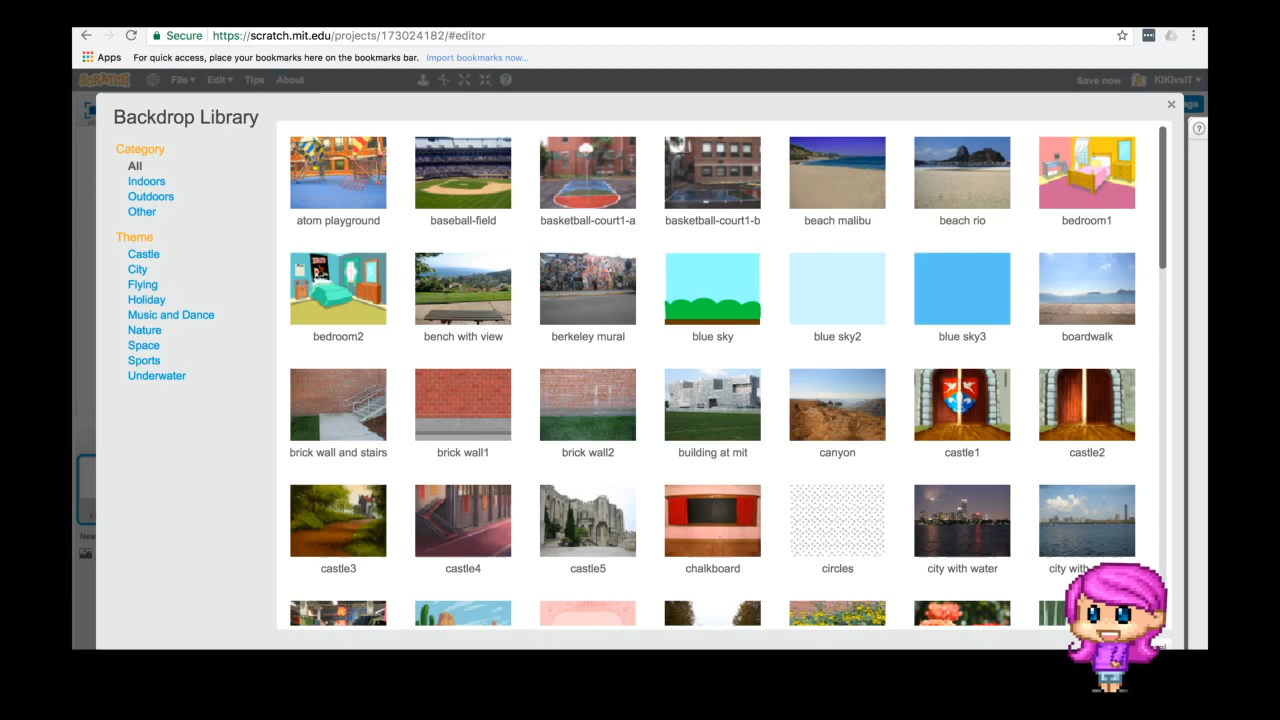 Secure https://scratch.mit.edu/projects/173024182/#editor
Apps For quick access, place your bookmarks here on the bookmarks bar. Import bookmarks now...
SCRATCH File Edit Tips About Save now KIKIvsIT
Backdrop Library
Category
All
Indoors
Outdoors
Other
Theme
Castle
City
Flying
Holiday
Music and Dance
Nature
Space
Sports
Underwater
atom playground baseball-field basketball-court1-a basketball-court1-b beach malibu beach rio bedroom1
bedroom2 bench with view berkeley mural blue sky blue sky2 blue sky3 boardwalk
brick wall and stairs brick wall1 brick wall2 building at mit canyon castle1 castle2
castle3 castle4 castle5 chalkboard circles city with water city with
New